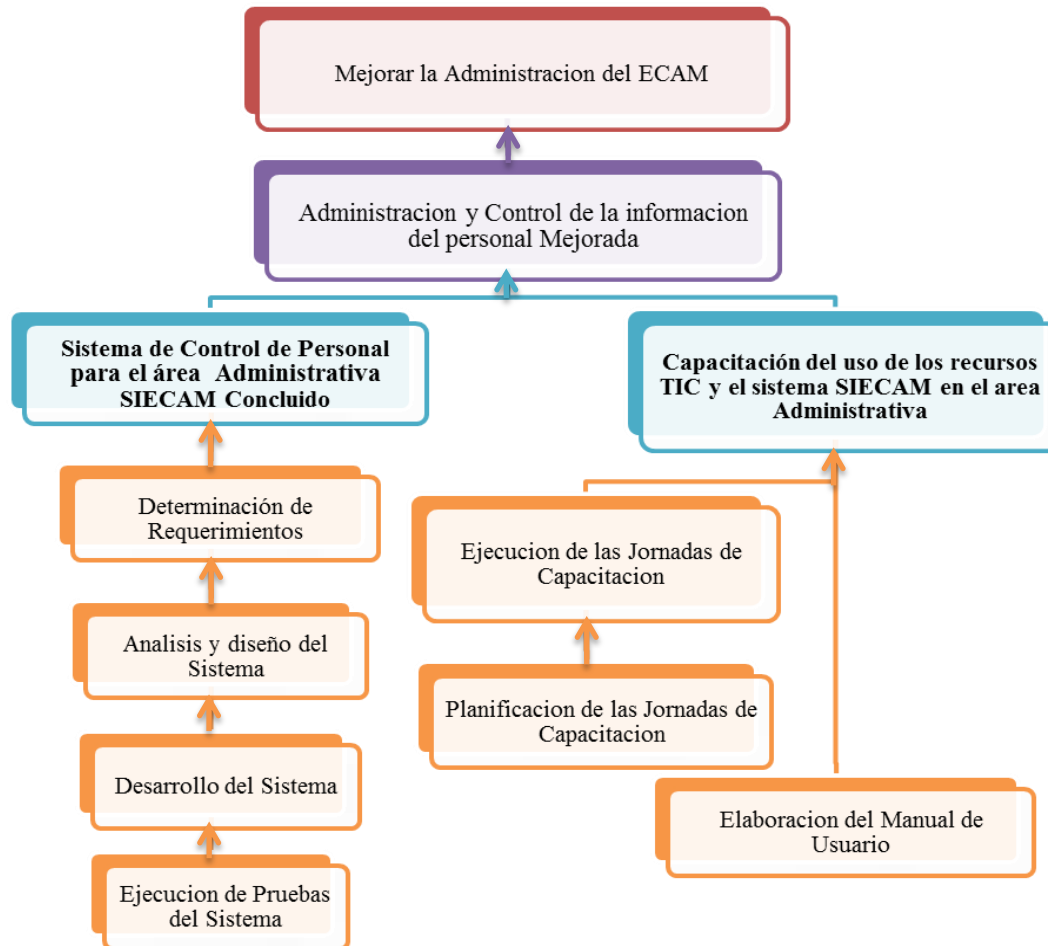 Mejorar la Administracion del ECAM
Administracion y Control de la informacion
del personal Mejorada
Sistema de Control de Personal
para el área Administrativa
SIECAM Concluido
Capacitación del uso de los recursos
TIC y el sistema SIECAM en el area
Administrativa
Determinación de
Requerimientos
Analisis y diseño del
Sistema
Desarrollo del Sistema
Ejecucion de Pruebas
del Sistema
Ejecucion de las Jornadas de
Capacitacion
Planificacion de las Jornadas de
Capacitacion
Elaboracion del Manual de
Usuario